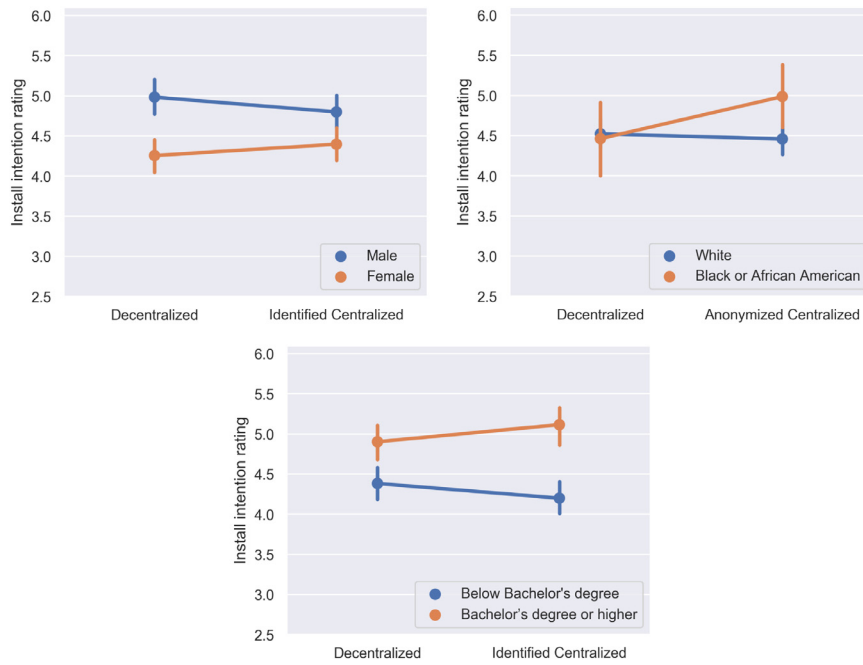 6.0
5.5
5.0
4.5
4.0
3.5
3.0
2.5
Install intention rating
Male
Female
Decentralized Identified Centralized
6.0
5.5
5.0
4.5
4.0
3.5
3.0
2.5
Install intention rating
White
Black or African American
Decentralized Anonymized Centralized
6.0
5.5
5.0
4.5
4.0
3.5
3.0
2.5
Install intention rating
Below Bachelor's degree
Bachelor's degree or higher
Decentralized Identified Centralized